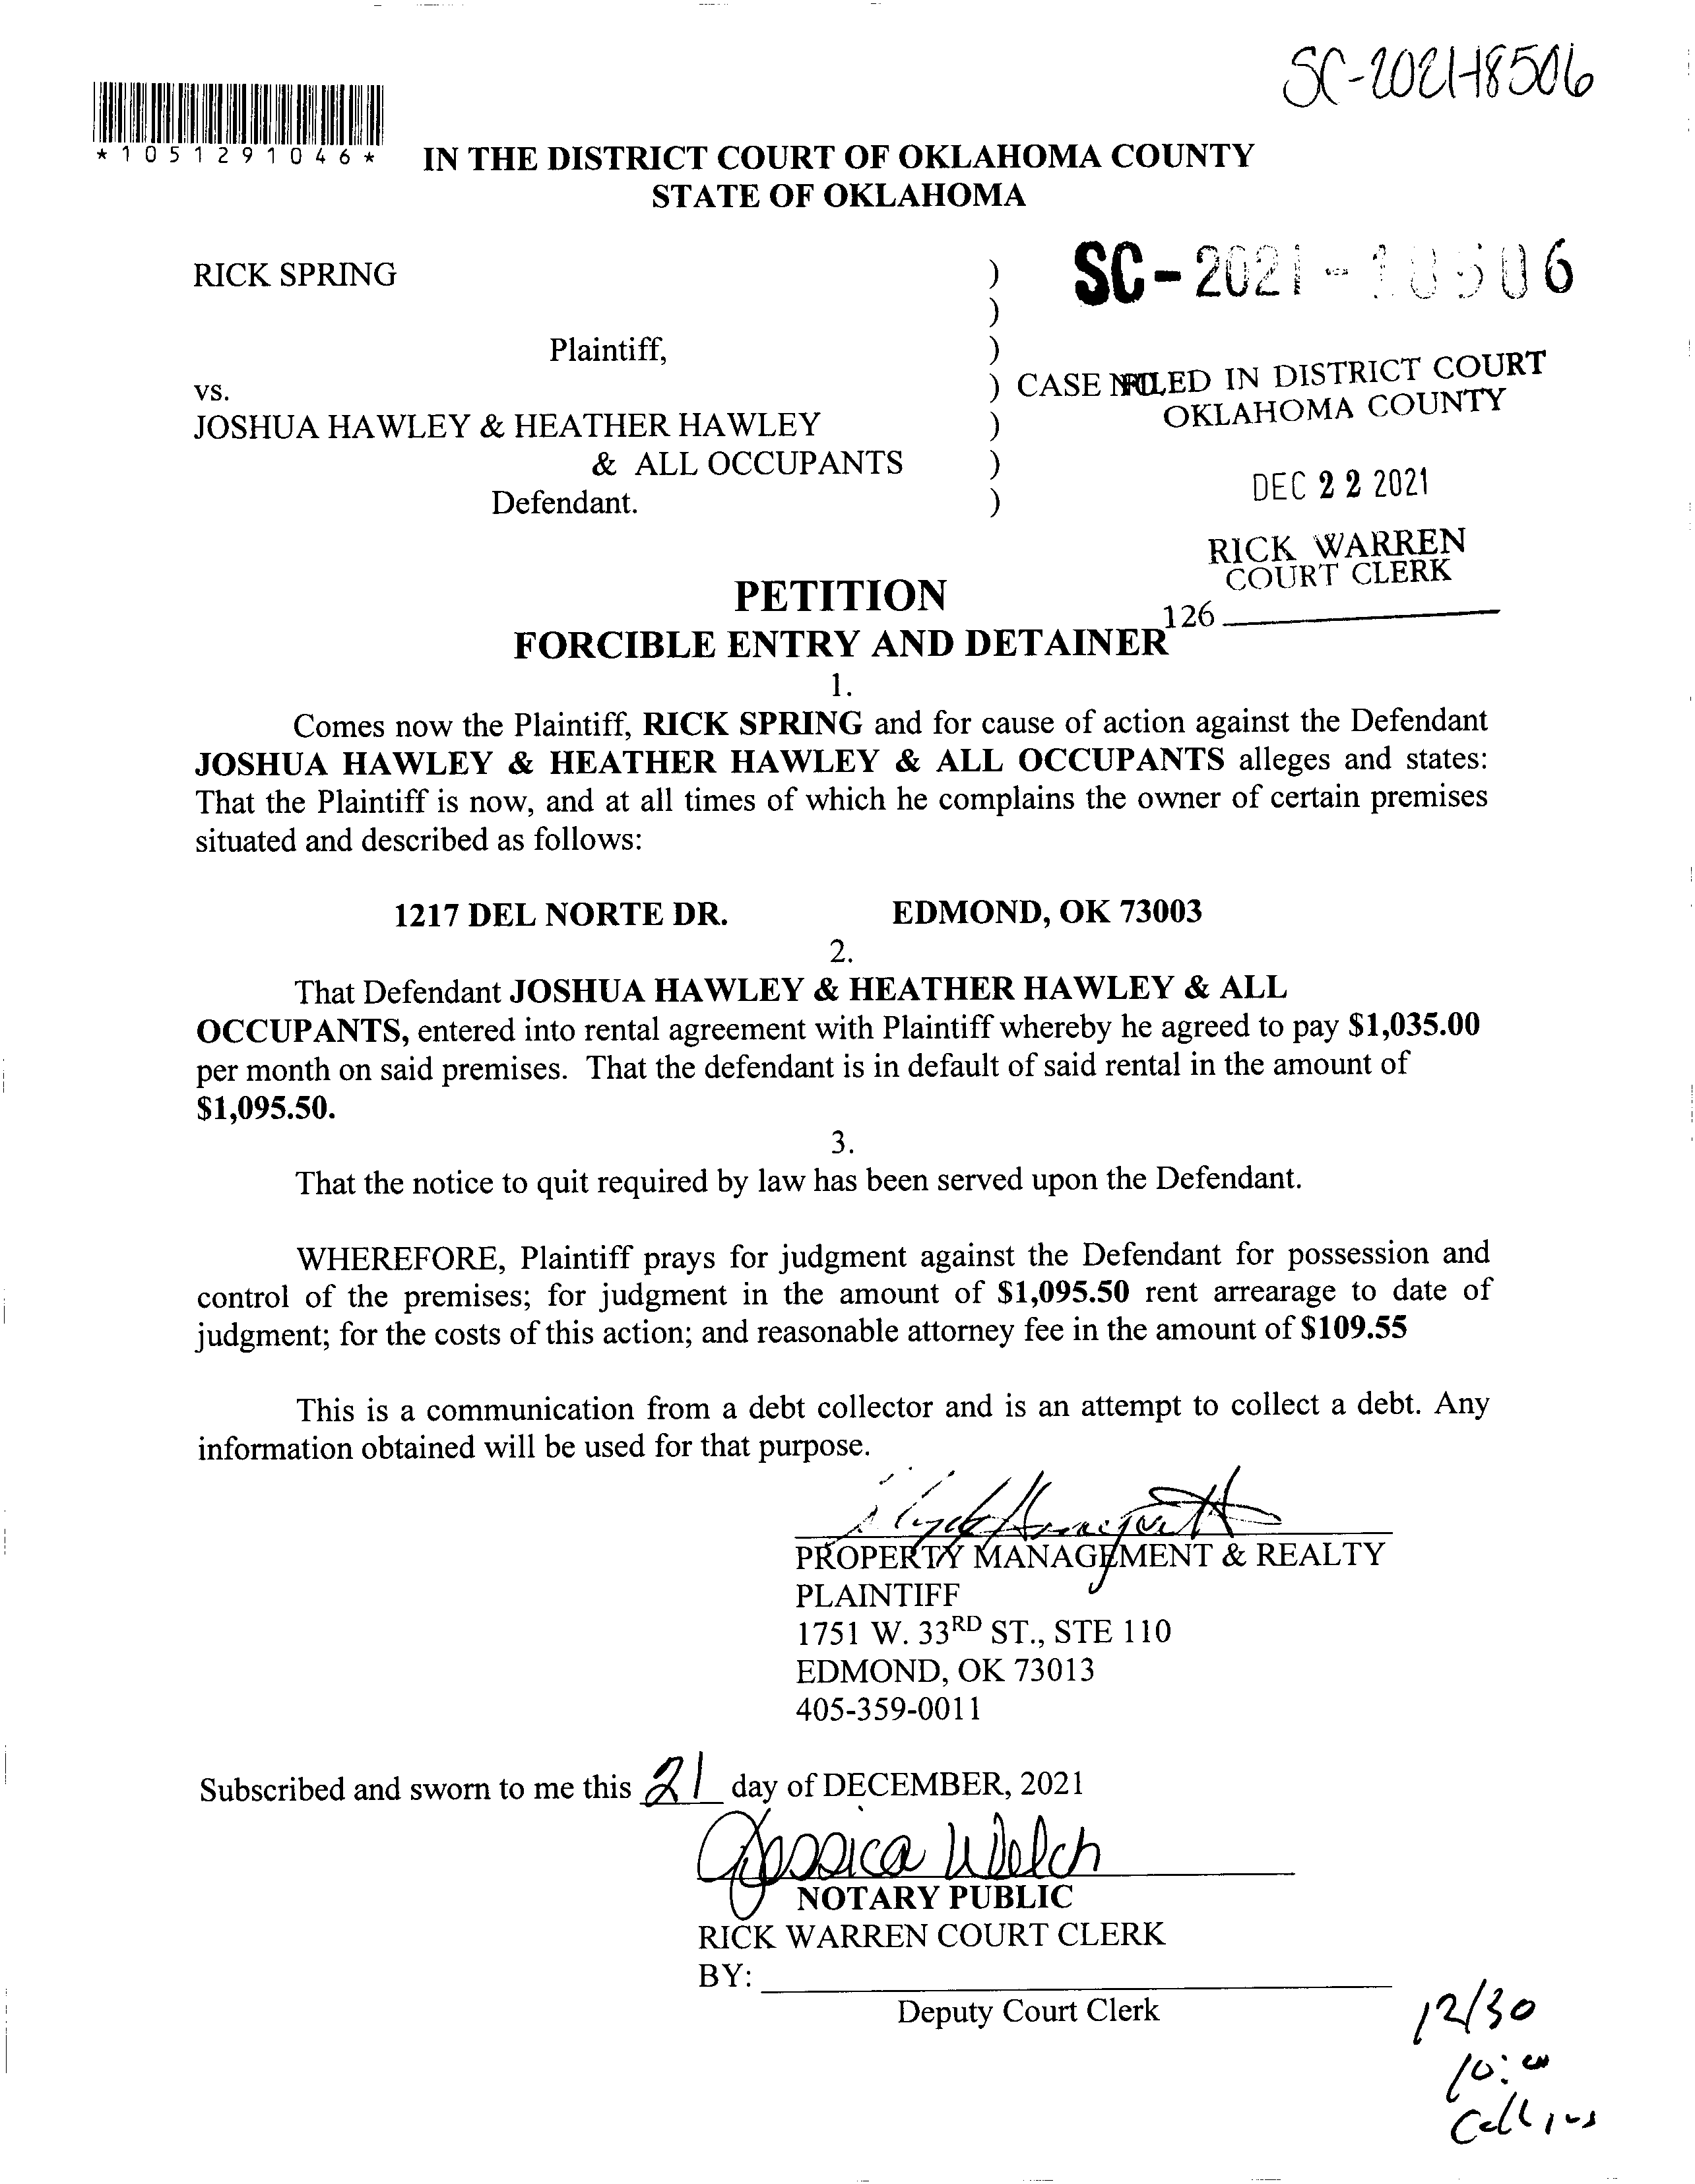 SC-2021-18506
*1051291046*
IN THE DISTRICT COURT OF OKLAHOMA COUNTY
STATE OF OKLAHOMA
RICK SPRING )
SC-2021-18506
)
Plaintiff, )
vs. ) CASE NO.
FILED IN DISTRICT COURT
OKLAHOMA COUNTY
JOSHUA HAWLEY & HEATHER HAWLEY )
& ALL OCCUPANTS )
Defendant. )
DEC 22 2021
RICK WARREN
COURT CLERK
126
PETITION
FORCIBLE ENTRY AND DETAINER
1.
Comes now the Plaintiff, RICK SPRING and for cause of action against the Defendant
JOSHUA HAWLEY & HEATHER HAWLEY & ALL OCCUPANTS alleges and states:
That the Plaintiff is now, and at all times of which he complains the owner of certain premises
situated and described as follows:
1217 DEL NORTE DR. EDMOND, OK 73003
2.
That Defendant JOSHUA HAWLEY & HEATHER HAWLEY & ALL
OCCUPANTS, entered into rental agreement with Plaintiff whereby he agreed to pay $1,035.00
per month on said premises. That the defendant is in default of said rental in the amount of
$1,095.50.
3.
That the notice to quit required by law has been served upon the Defendant.
WHEREFORE, Plaintiff prays for judgment against the Defendant for possession and
control of the premises; for judgment in the amount of $1,095.50 rent arrearage to date of
judgment; for the costs of this action; and reasonable attorney fee in the amount of $109.55
This is a communication from a debt collector and is an attempt to collect a debt. Any
information obtained will be used for that purpose.
PROPERTY MANAGEMENT & REALTY
PLAINTIFF
1751 W. 33RD ST., STE 110
EDMOND, OK 73013
405-359-0011
Subscribed and sworn to me this 21 day of DECEMBER, 2021
Jessica Welch
NOTARY PUBLIC
RICK WARREN COURT CLERK
BY:
Deputy Court Clerk
12/30
10:00
Collins